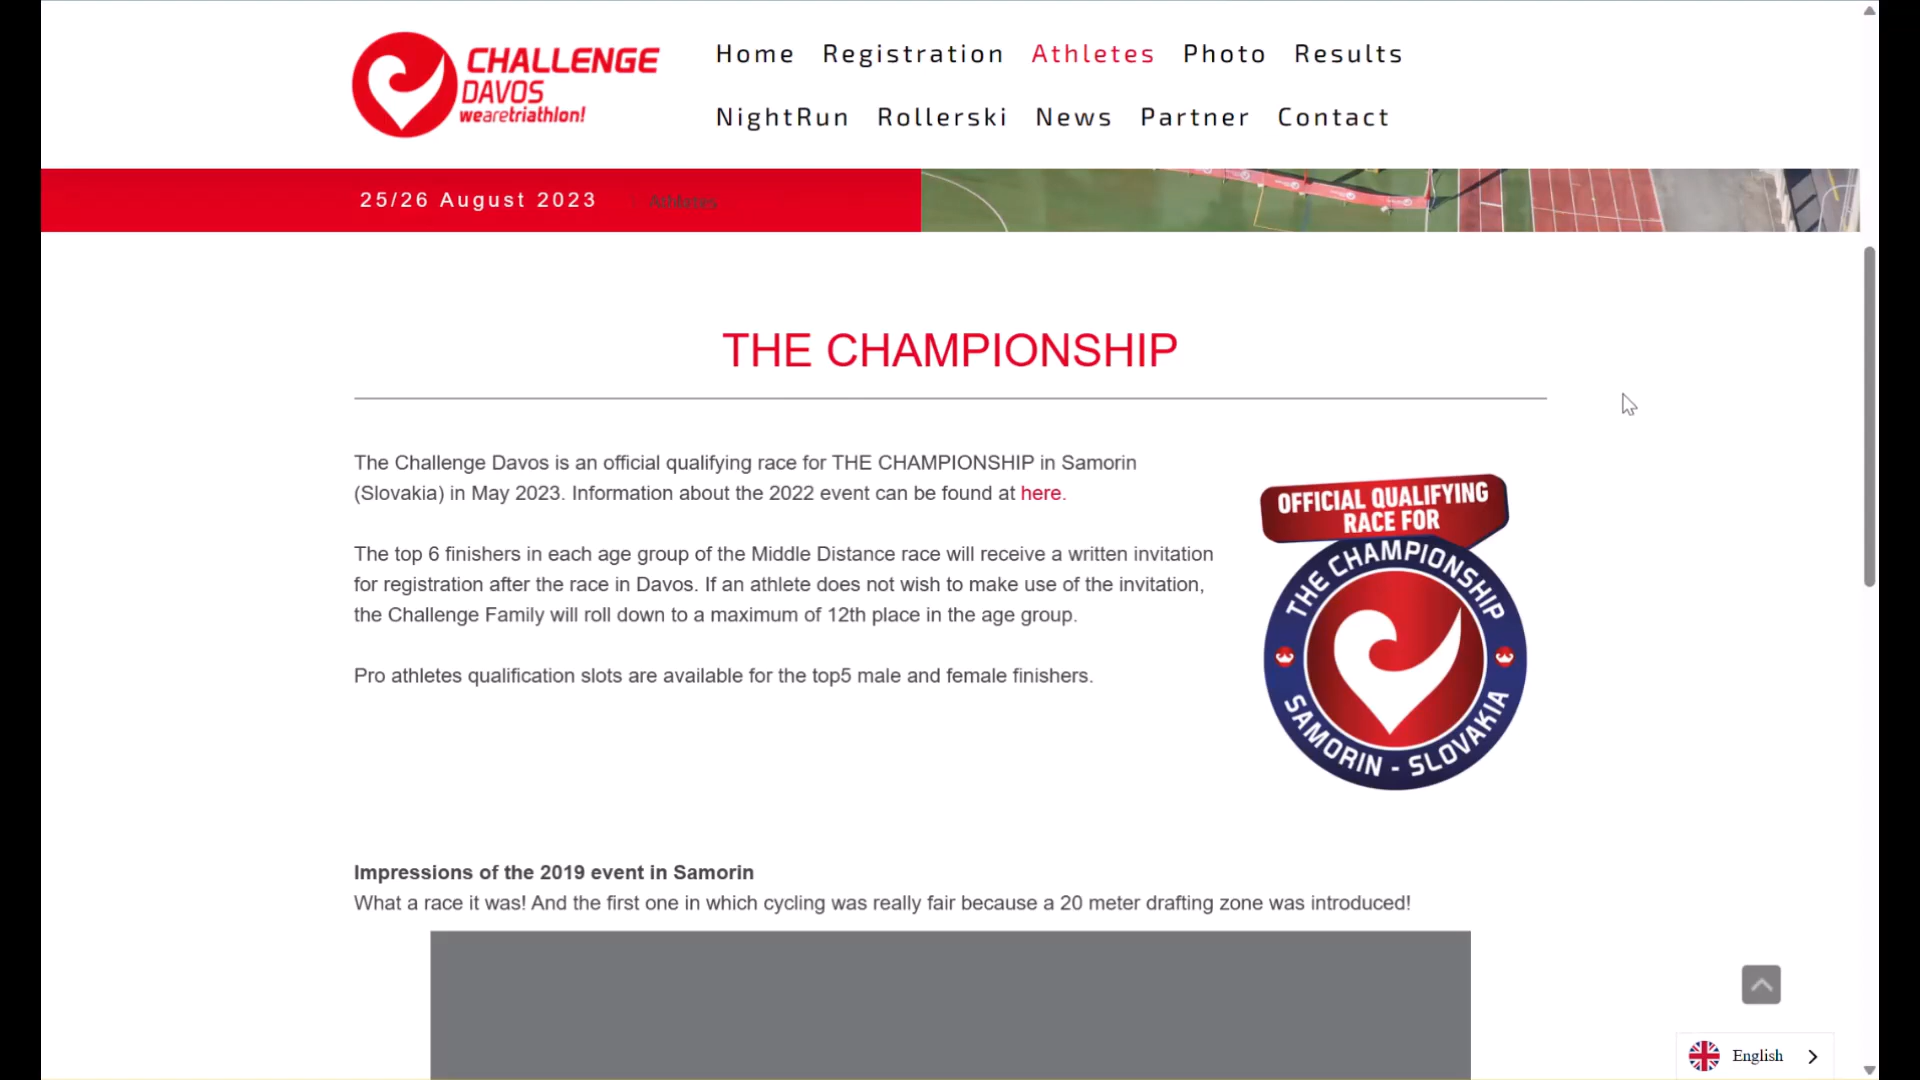 CHALLENGE
DAVOS
wearetriathlon!
Home Registration Athletes Photo Results
NightRun Rollerski News Partner Contact
25/26 August 2023 Athletes
THE CHAMPIONSHIP
The Challenge Davos is an official qualifying race for THE CHAMPIONSHIP in Samorin
(Slovakia) in May 2023. Information about the 2022 event can be found at here.
The top 6 finishers in each age group of the Middle Distance race will receive a written invitation
for registration after the race in Davos. If an athlete does not wish to make use of the invitation,
the Challenge Family will roll down to a maximum of 12th place in the age group.
Pro athletes qualification slots are available for the top5 male and female finishers.
OFFICIAL QUALIFYING
RACE FOR
THE CHAMPIONSHIP
SAMORIN - SLOVAKIA
Impressions of the 2019 event in Samorin
What a race it was! And the first one in which cycling was really fair because a 20 meter drafting zone was introduced!
English